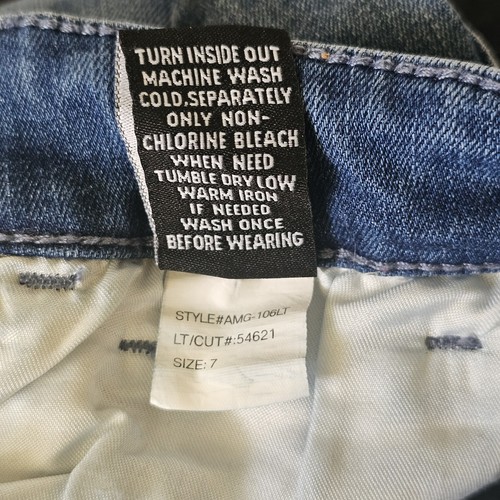 TURN INSIDE OUT
MACHINE WASH
COLD,SEPARATELY
ONLY NON-
CHLORINE BLEACH
WHEN NEED
TUMBLE DRY LOW
WARM IRON
IF NEEDED
WASH ONCE
BEFORE WEARING
STYLE#AMG-106LT
LT/CUT#:54621
SIZE: 7